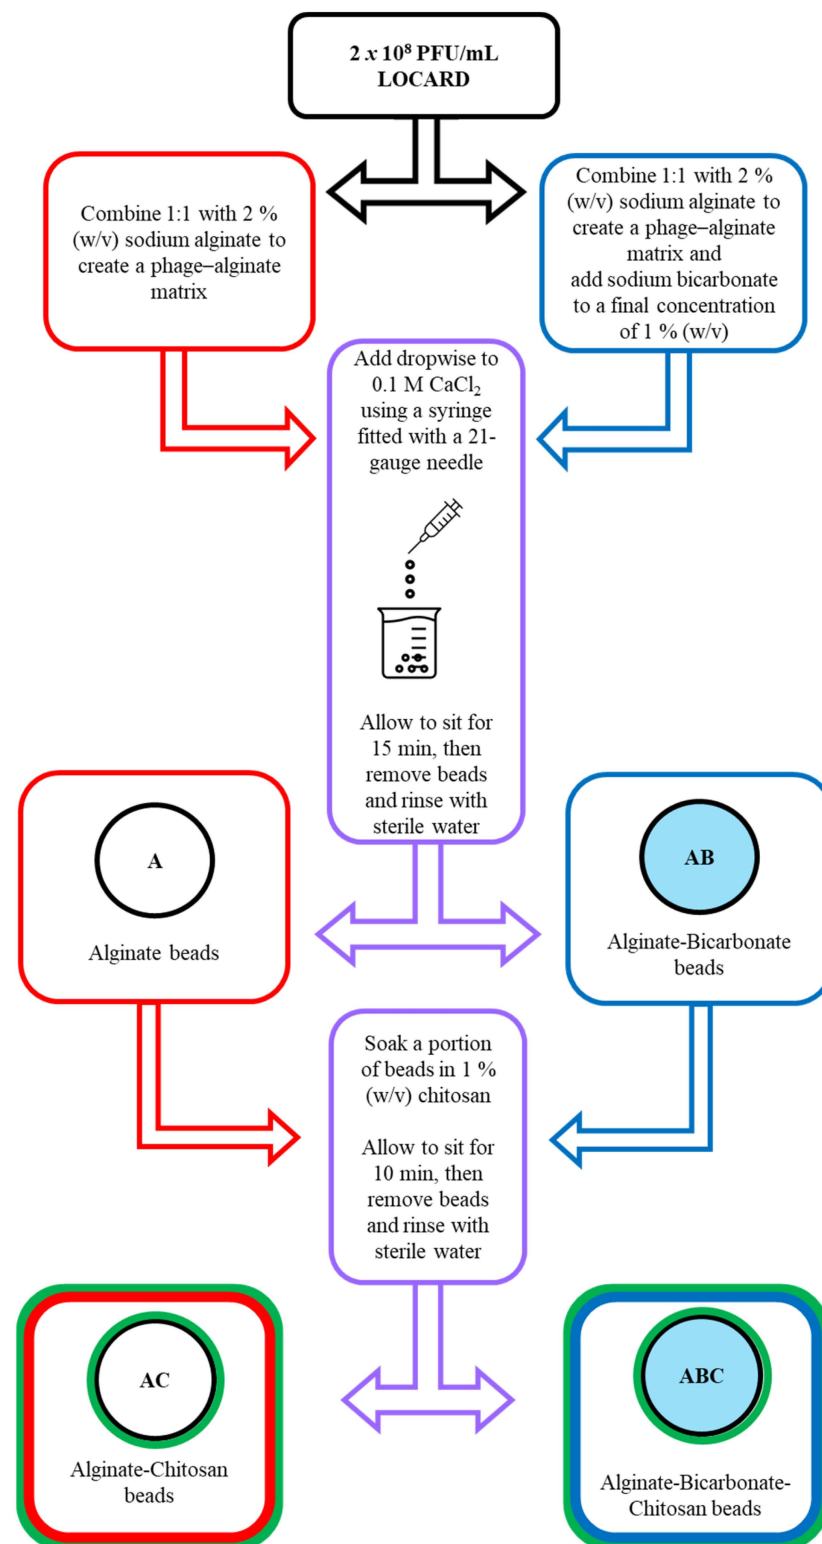 2 x 10⁸ PFU/mL
LOCARD
Combine 1:1 with 2 %
(w/v) sodium alginate to
create a phage–alginate
matrix
Combine 1:1 with 2 %
(w/v) sodium alginate to
create a phage–alginate
matrix and
add sodium bicarbonate
to a final concentration
of 1 % (w/v)
Add dropwise to
0.1 M CaCl₂
using a syringe
fitted with a 21-
gauge needle
Allow to sit for
15 min, then
remove beads
and rinse with
sterile water
A
Alginate beads
AB
Alginate-Bicarbonate
beads
Soak a portion
of beads in 1 %
(w/v) chitosan
Allow to sit for
10 min, then
remove beads
and rinse with
sterile water
AC
Alginate-Chitosan
beads
ABC
Alginate-Bicarbonate-
Chitosan beads